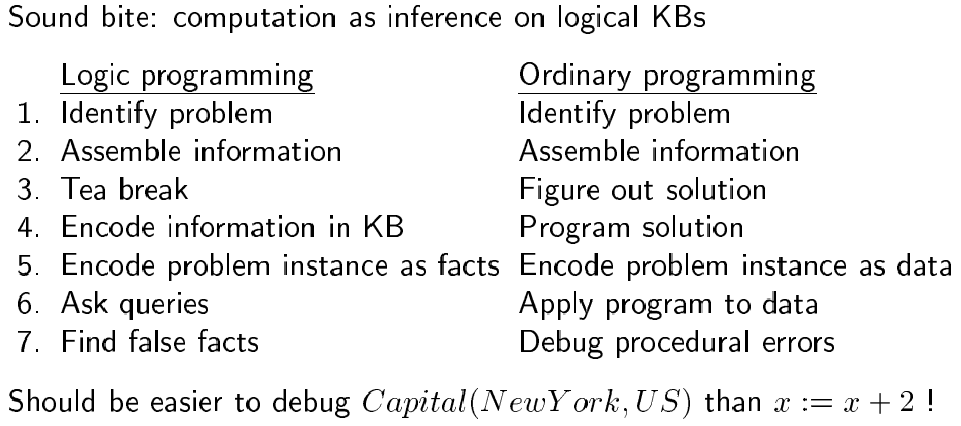 Sound bite: computation as inference on logical KBs
Logic programming Ordinary programming
1. Identify problem Identify problem
2. Assemble information Assemble information
3. Tea break Figure out solution
4. Encode information in KB Program solution
5. Encode problem instance as facts Encode problem instance as data
6. Ask queries Apply program to data
7. Find false facts Debug procedural errors
Should be easier to debug Capital(NewYork, US) than x := x + 2 !